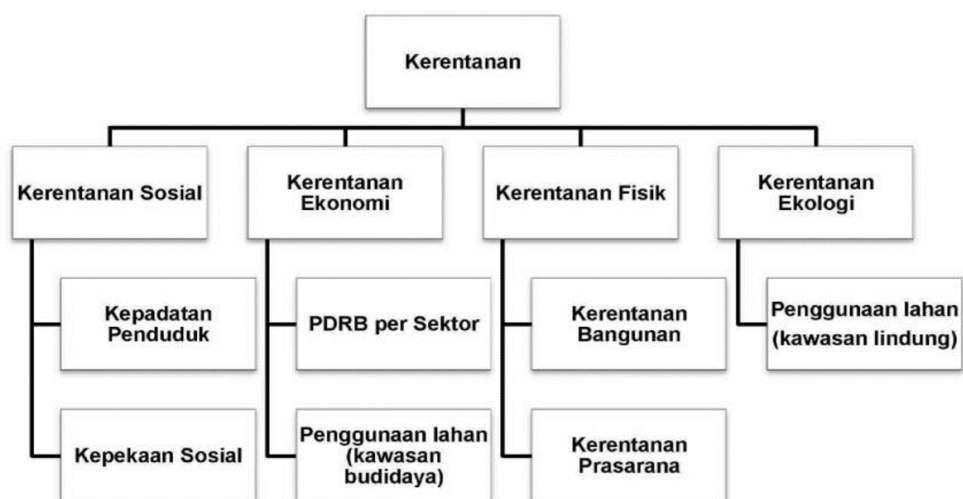 Kerentanan
Kerentanan Sosial
Kerentanan
Ekonomi
Kerentanan Fisik
Kerentanan
Ekologi
Kepadatan
Penduduk
PDRB per Sektor
Kerentanan
Bangunan
Penggunaan lahan
(kawasan lindung)
Kepekaan Sosial
Penggunaan lahan
(kawasan
budidaya)
Kerentanan
Prasarana